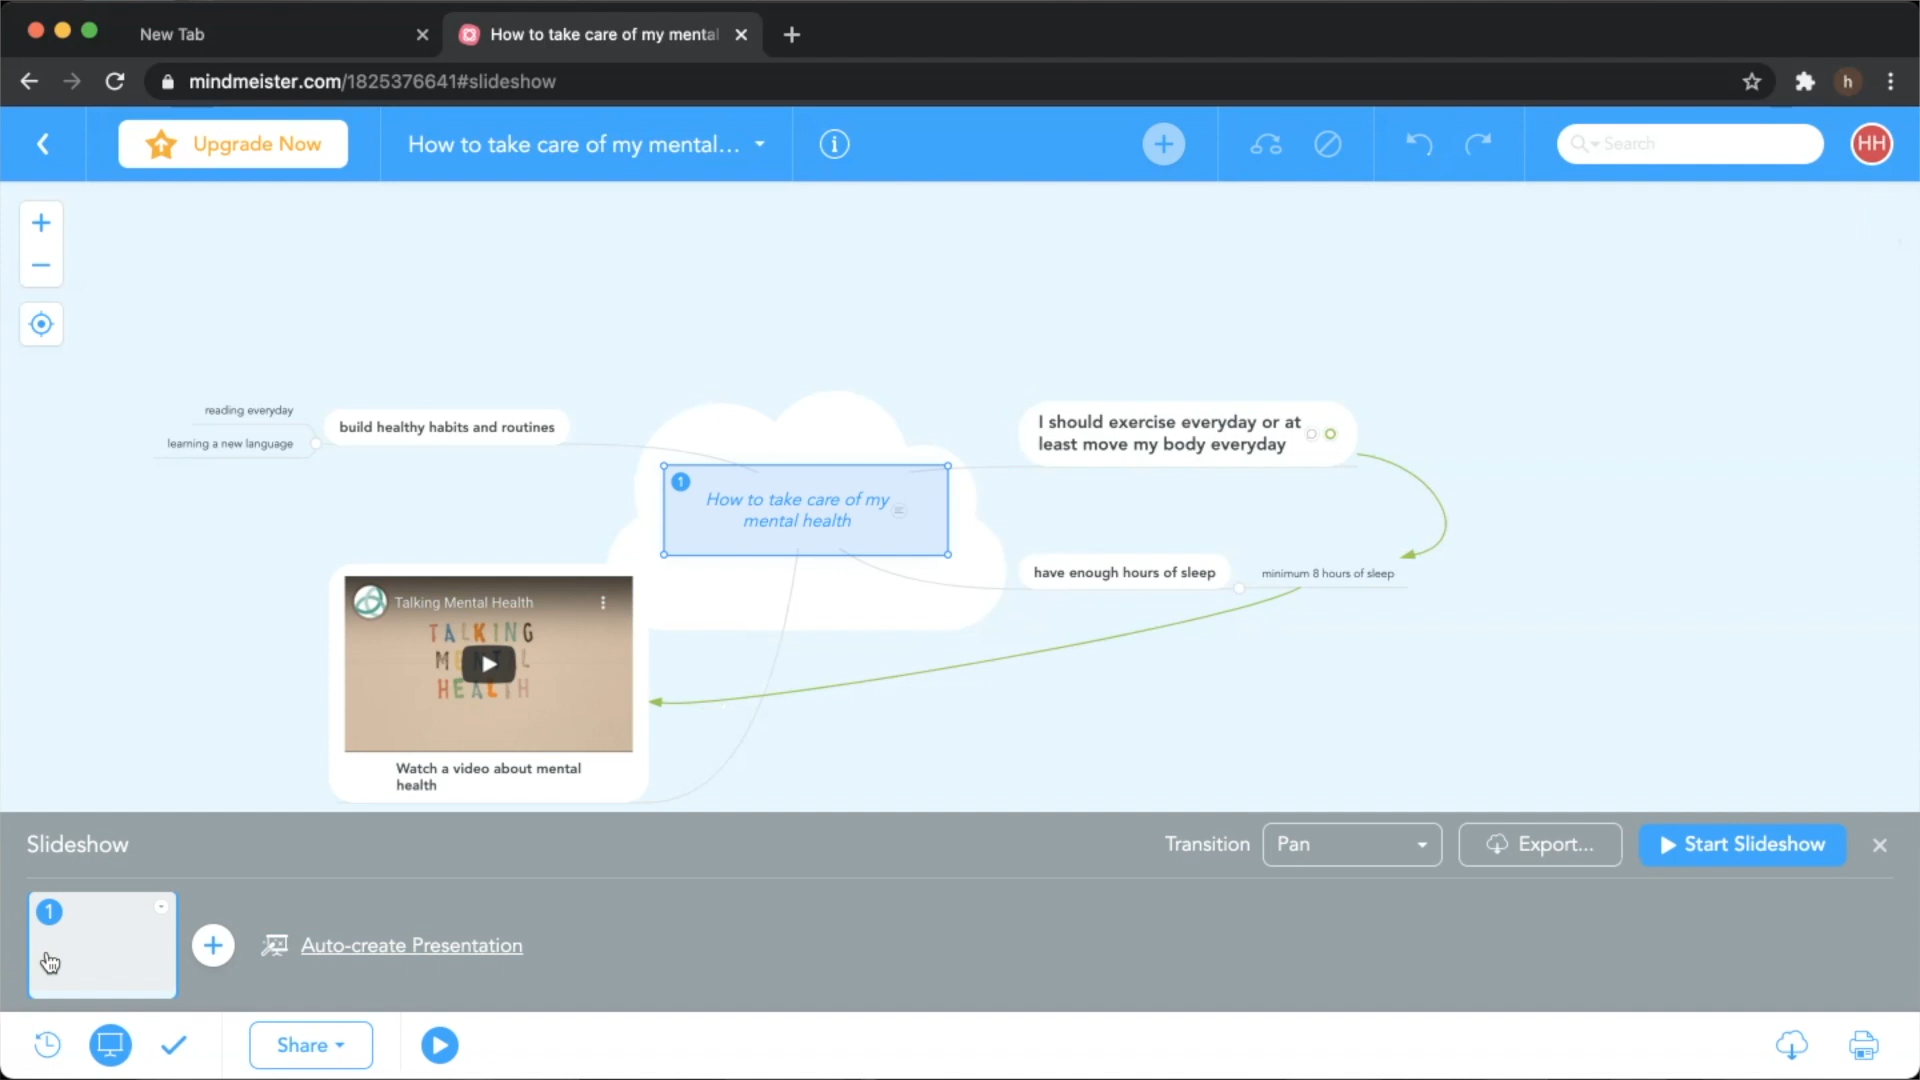 New Tab
How to take care of my mental
mindmeister.com/1825376641#slideshow
h
Upgrade Now
How to take care of my mental...
Search
HH
reading everyday
learning a new language
build healthy habits and routines
I should exercise everyday or at
least move my body everyday
1
How to take care of my
mental health
have enough hours of sleep
minimum 8 hours of sleep
Talking Mental Health
TALKING
MENTAL
HEALTH
Watch a video about mental
health
Slideshow
Transition
Pan
Export...
Start Slideshow
1
Auto-create Presentation
Share